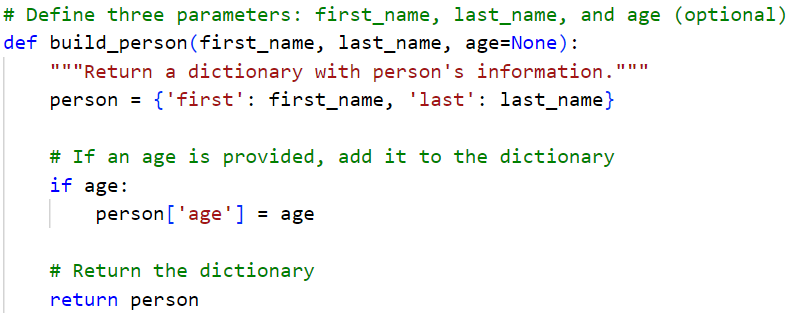 # Define three parameters: first_name, last_name, and age (optional)
def build_person(first_name, last_name, age=None):
    """Return a dictionary with person's information."""
    person = {'first': first_name, 'last': last_name}

    # If an age is provided, add it to the dictionary
    if age:
        person['age'] = age

    # Return the dictionary
    return person